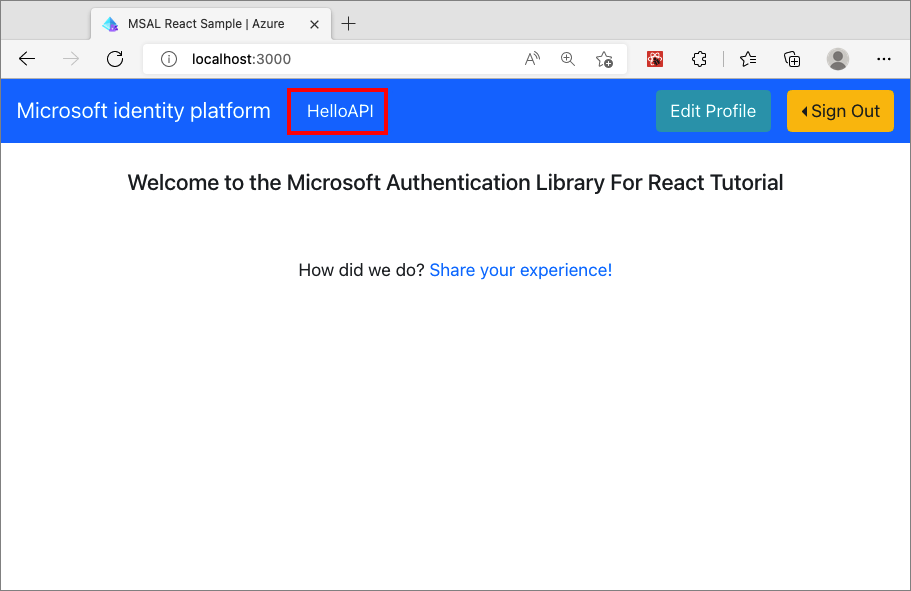 MSAL React Sample | Azure
localhost:3000
Microsoft identity platform HelloAPI Edit Profile Sign Out
Welcome to the Microsoft Authentication Library For React Tutorial
How did we do? Share your experience!